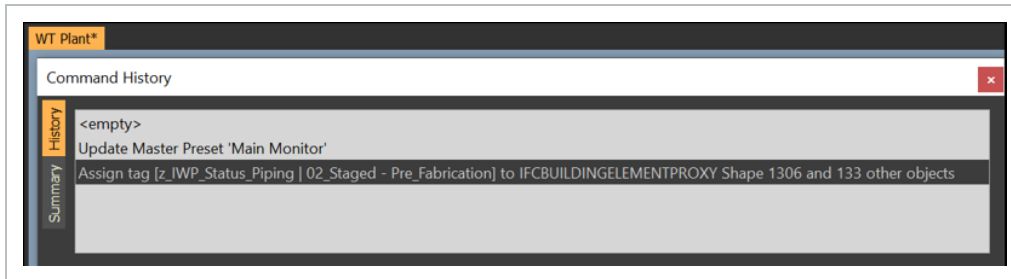 WT Plant*
Command History
×
History
Summary
<empty>
Update Master Preset 'Main Monitor'
Assign tag [z_IWP_Status_Piping | 02_Staged - Pre_Fabrication] to IFCBUILDINGELEMENTPROXY Shape 1306 and 133 other objects